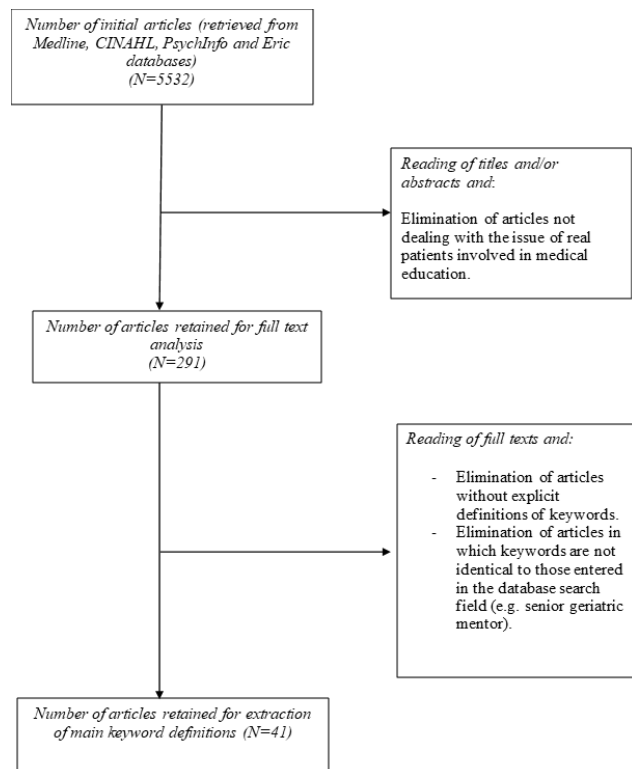 Number of initial articles (retrieved from
Medline, CINAHL, PsychInfo and Eric
databases)
(N=5532)
Reading of titles and/or
abstracts and:
Elimination of articles not
dealing with the issue of real
patients involved in medical
education.
Number of articles retained for full text
analysis
(N=291)
Reading of full texts and:
- Elimination of articles
without explicit
definitions of keywords.
- Elimination of articles in
which keywords are not
identical to those entered
in the database search
field (e.g. senior geriatric
mentor).
Number of articles retained for extraction
of main keyword definitions (N=41)